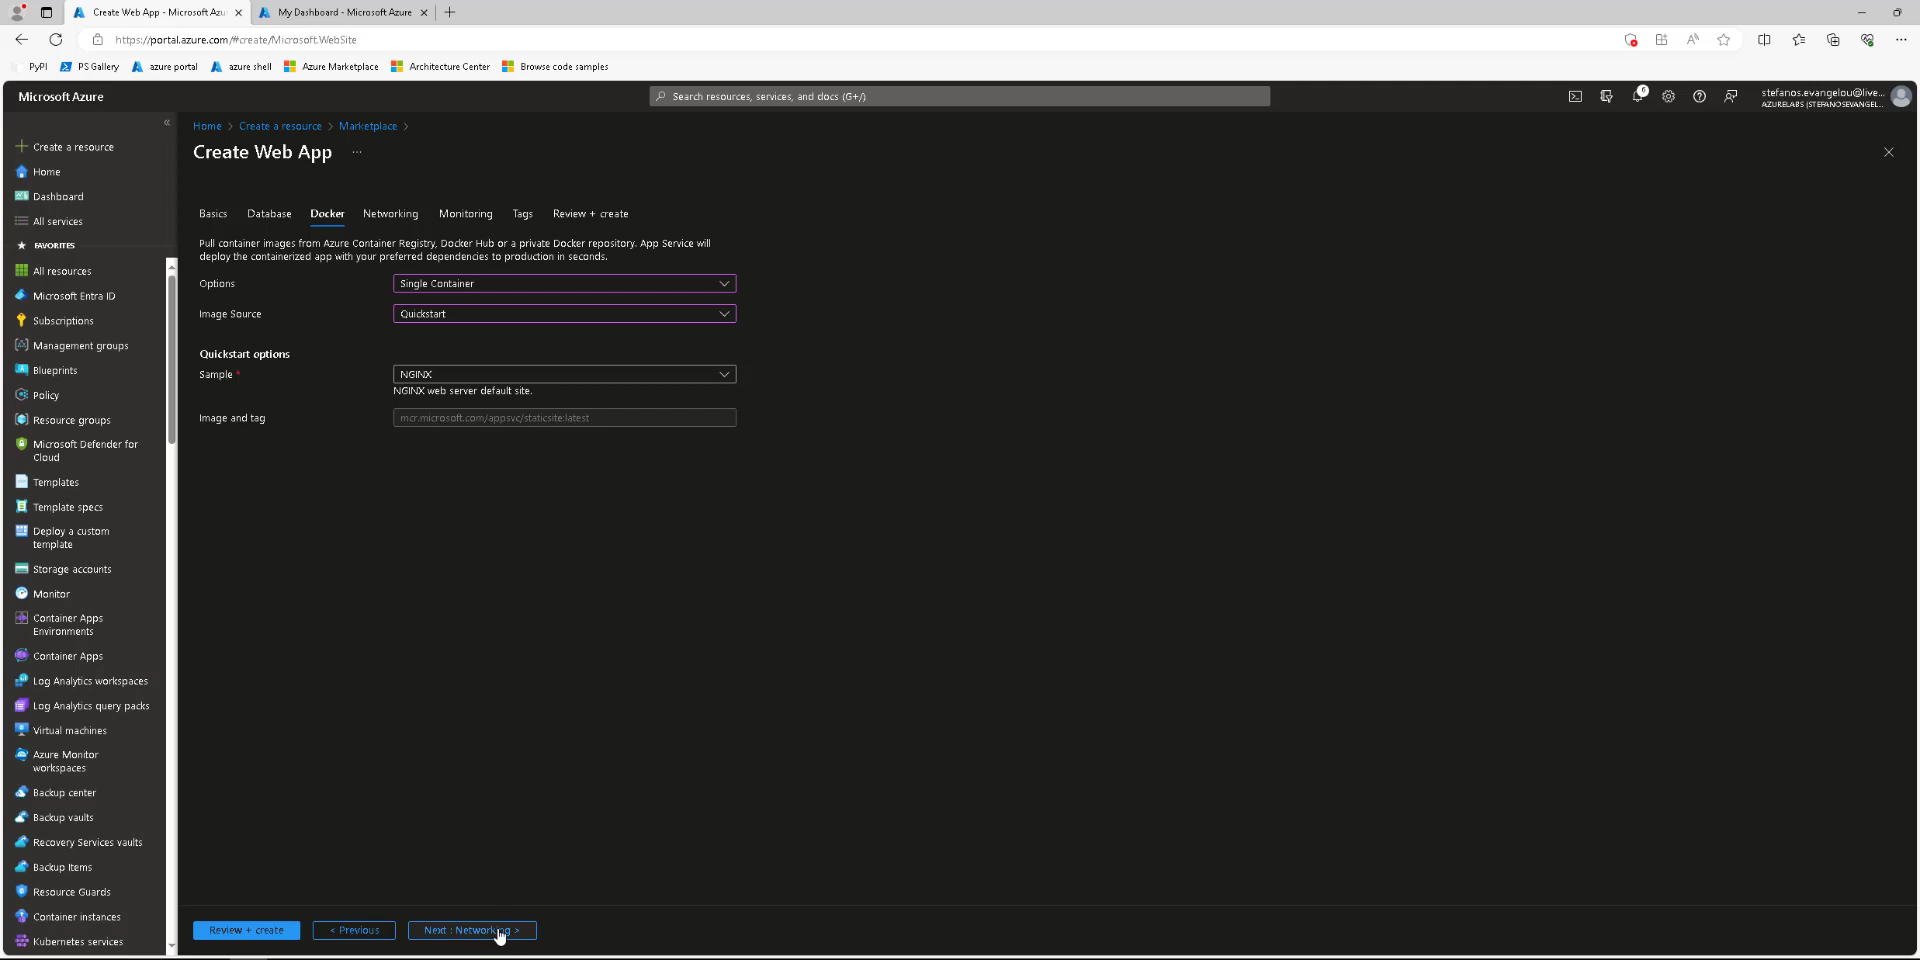 Create Web App - Microsoft Azu
My Dashboard - Microsoft Azure
https://portal.azure.com/#create/Microsoft.WebSite
PyPI
PS Gallery
azure portal
azure shell
Azure Marketplace
Architecture Center
Browse code samples
Microsoft Azure
Search resources, services, and docs (G+/)
6
stefanos.evangelou@live...
AZURELABS (STEFANOSEVANGEL...
«
Create a resource
Home
Dashboard
All services
FAVORITES
All resources
Microsoft Entra ID
Subscriptions
Management groups
Blueprints
Policy
Resource groups
Microsoft Defender for
Cloud
Templates
Template specs
Deploy a custom
template
Storage accounts
Monitor
Container Apps
Environments
Container Apps
Log Analytics workspaces
Log Analytics query packs
Virtual machines
Azure Monitor
workspaces
Backup center
Backup vaults
Recovery Services vaults
Backup Items
Resource Guards
Container instances
Kubernetes services
Home > Create a resource > Marketplace >
Create Web App ...
Basics Database Docker Networking Monitoring Tags Review + create
Pull container images from Azure Container Registry, Docker Hub or a private Docker repository. App Service will
deploy the containerized app with your preferred dependencies to production in seconds.
Options Single Container
Image Source Quickstart
Quickstart options
Sample * NGINX
NGINX web server default site.
Image and tag mcr.microsoft.com/appsvc/staticsite:latest
Review + create
< Previous
Next : Networking >